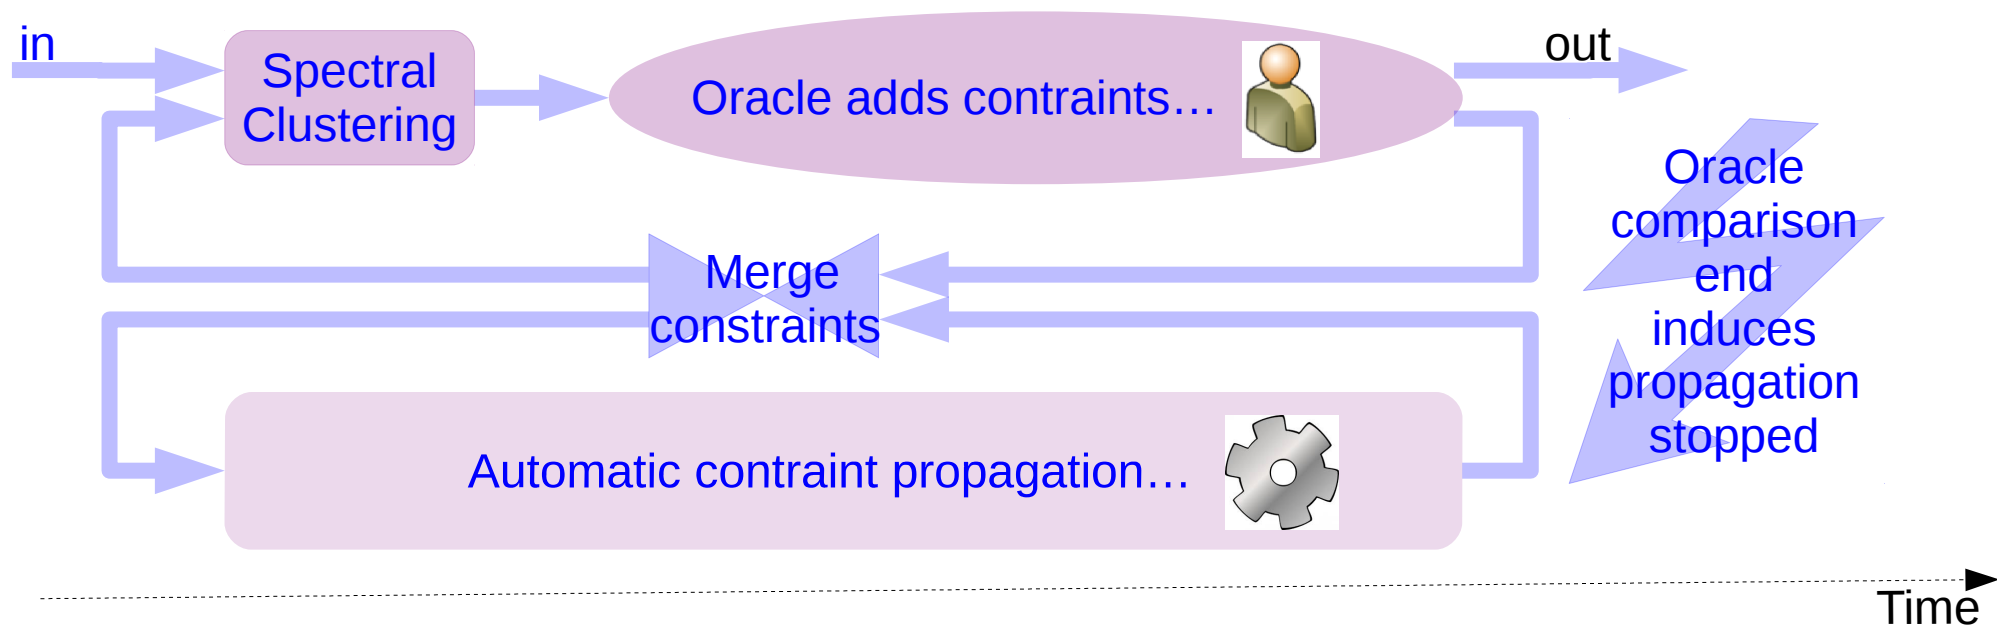 in
Spectral
Clustering
Oracle adds contraints…
out
Oracle
comparison
end
induces
propagation
stopped
Merge
constraints
Automatic contraint propagation…
Time